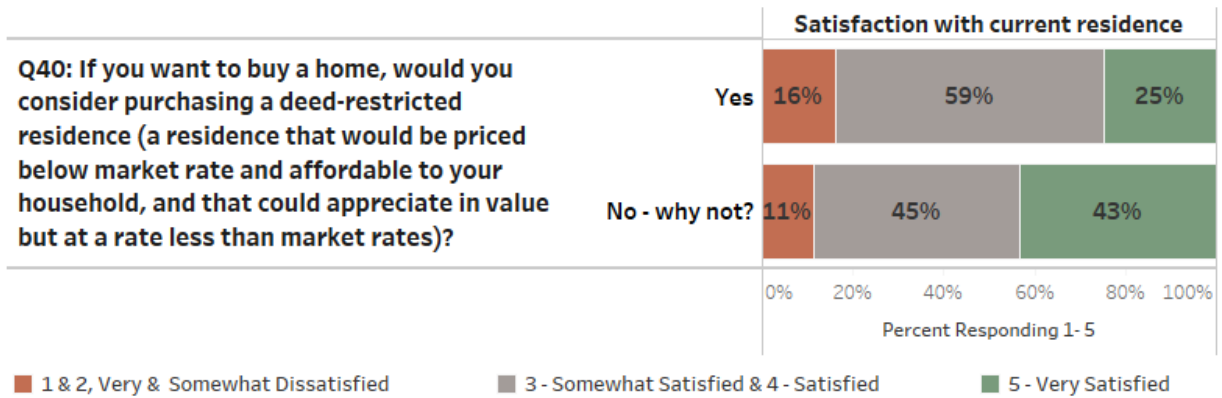 Satisfaction with current residence
Q40: If you want to buy a home, would you
consider purchasing a deed-restricted
residence (a residence that would be priced
below market rate and affordable to your
household, and that could appreciate in value
but at a rate less than market rates)?
Yes
16%
59%
25%
No - why not?
11%
45%
43%
0%
20%
40%
60%
80%
100%
Percent Responding 1- 5
1 & 2, Very & Somewhat Dissatisfied
3 - Somewhat Satisfied & 4 - Satisfied
5 - Very Satisfied